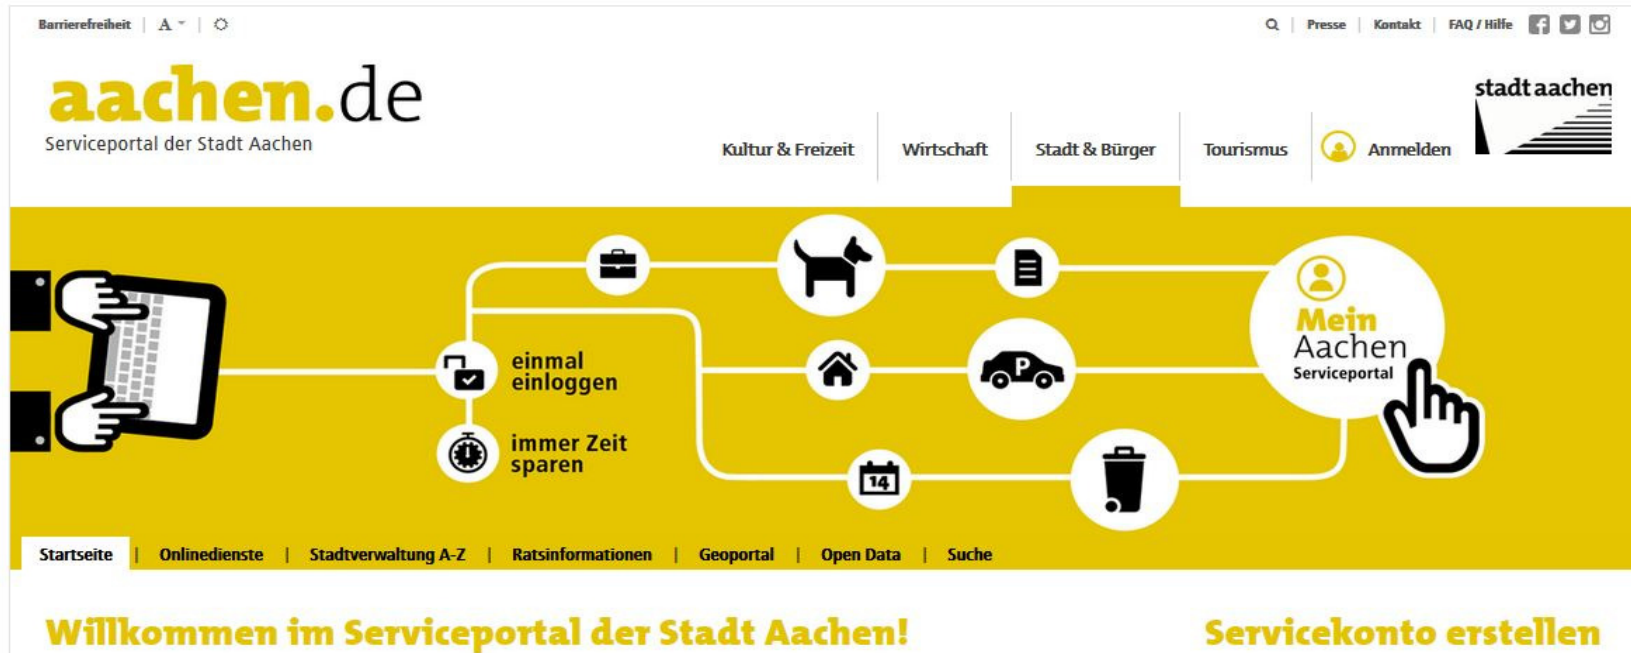 Barrierefreiheit | A |
Presse | Kontakt | FAQ / Hilfe
aachen.de
Serviceportal der Stadt Aachen
stadt aachen
Kultur & Freizeit
Wirtschaft
Stadt & Bürger
Tourismus
Anmelden
einmal
einloggen
immer Zeit
sparen
P
14
Mein
Aachen
Serviceportal
Startseite | Onlinedienste | Stadtverwaltung A-Z | Ratsinformationen | Geoportal | Open Data | Suche
Willkommen im Serviceportal der Stadt Aachen!
Servicekonto erstellen